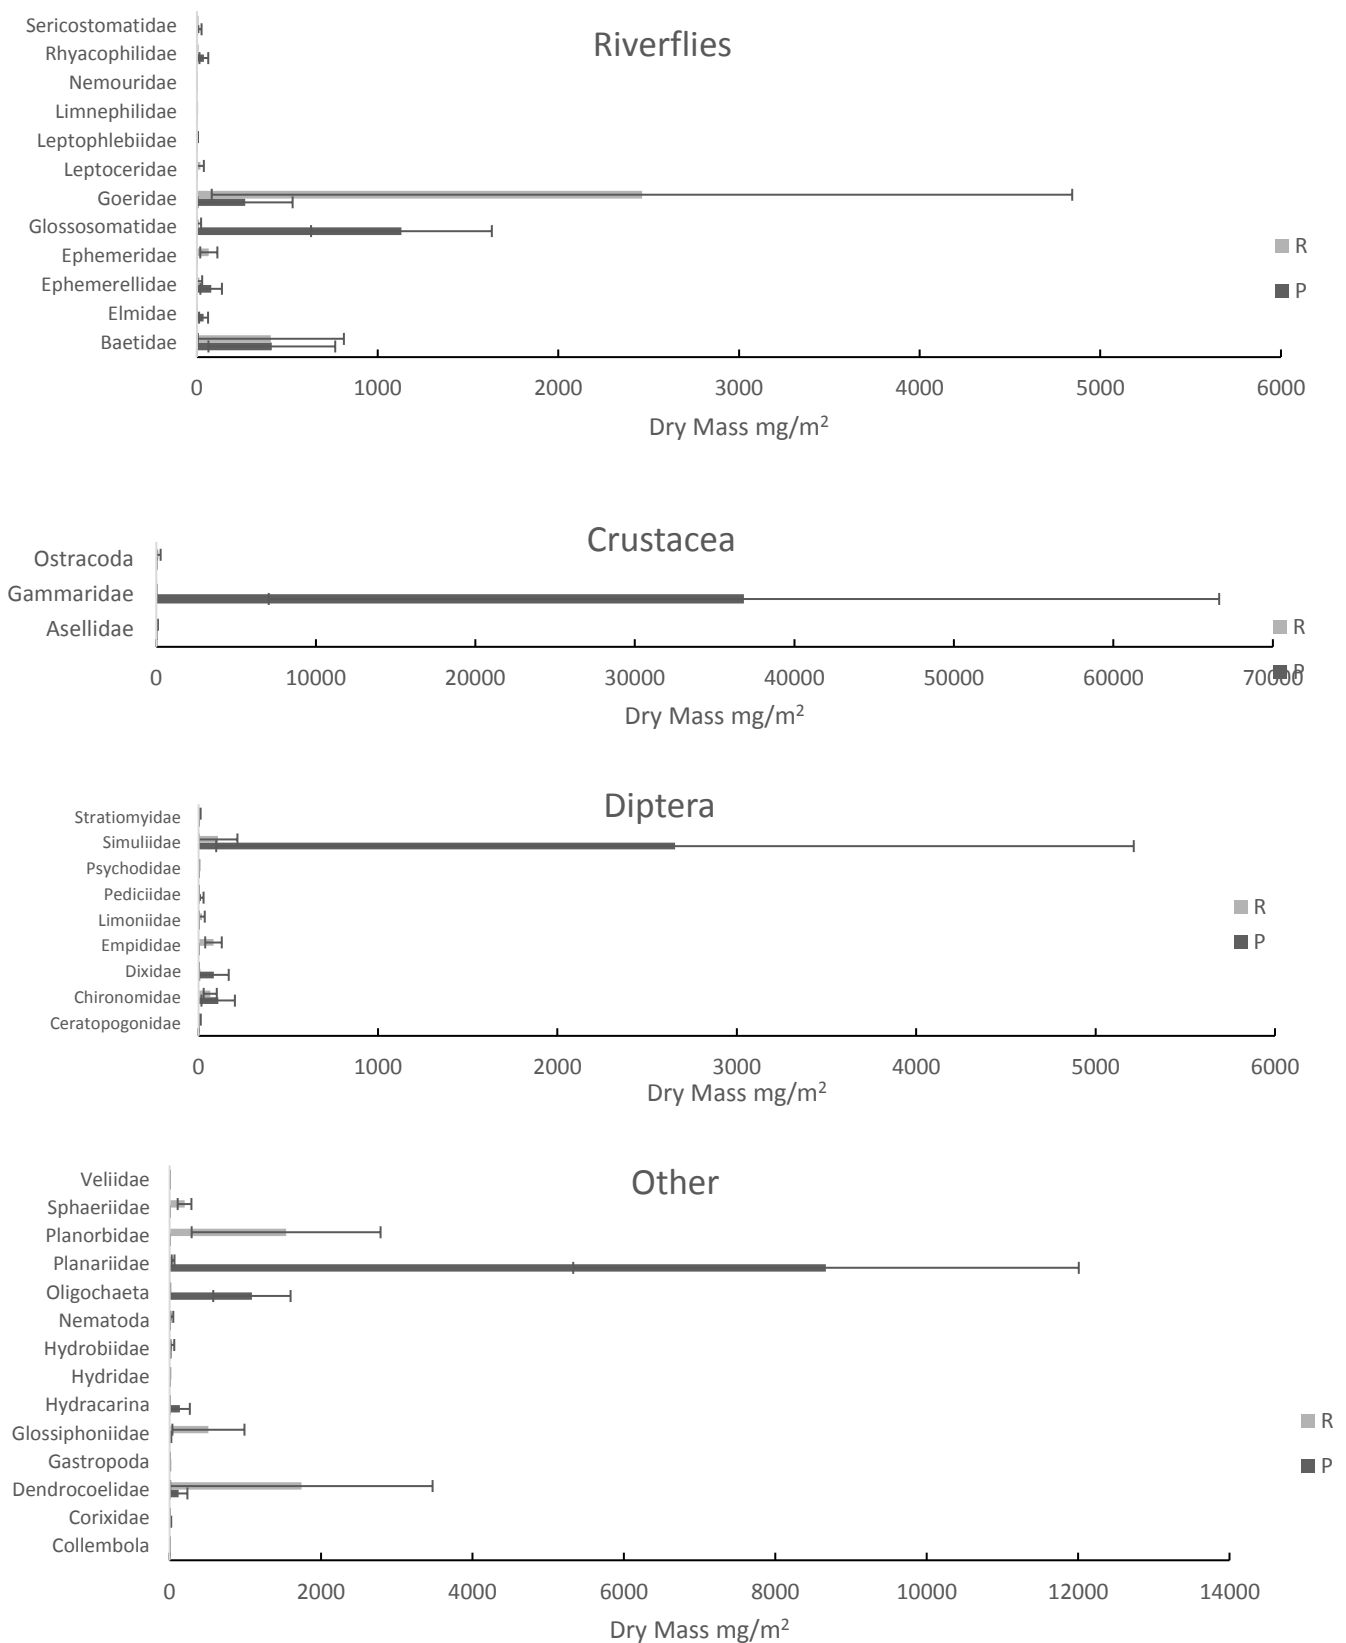 Riverflies
Sericostomatidae
Rhyacophilidae
Nemouridae
Limnephilidae
Leptophlebiidae
Leptoceridae
Goeridae
Glossosomatidae
Ephemeridae
Ephemerellidae
Elmidae
Baetidae
R
P
0 1000 2000 3000 4000 5000 6000
Dry Mass mg/m²
Crustacea
Ostracoda
Gammaridae
Asellidae
R
P
0 10000 20000 30000 40000 50000 60000 70000
Dry Mass mg/m²
Diptera
Stratiomyidae
Simuliidae
Psychodidae
Pediciidae
Limoniidae
Empididae
Dixidae
Chironomidae
Ceratopogonidae
R
P
0 1000 2000 3000 4000 5000 6000
Dry Mass mg/m²
Other
Veliidae
Sphaeriidae
Planorbidae
Planariidae
Oligochaeta
Nematoda
Hydrobiidae
Hydridae
Hydracarina
Glossiphoniidae
Gastropoda
Dendrocoelidae
Corixidae
Collembola
R
P
0 2000 4000 6000 8000 10000 12000 14000
Dry Mass mg/m²